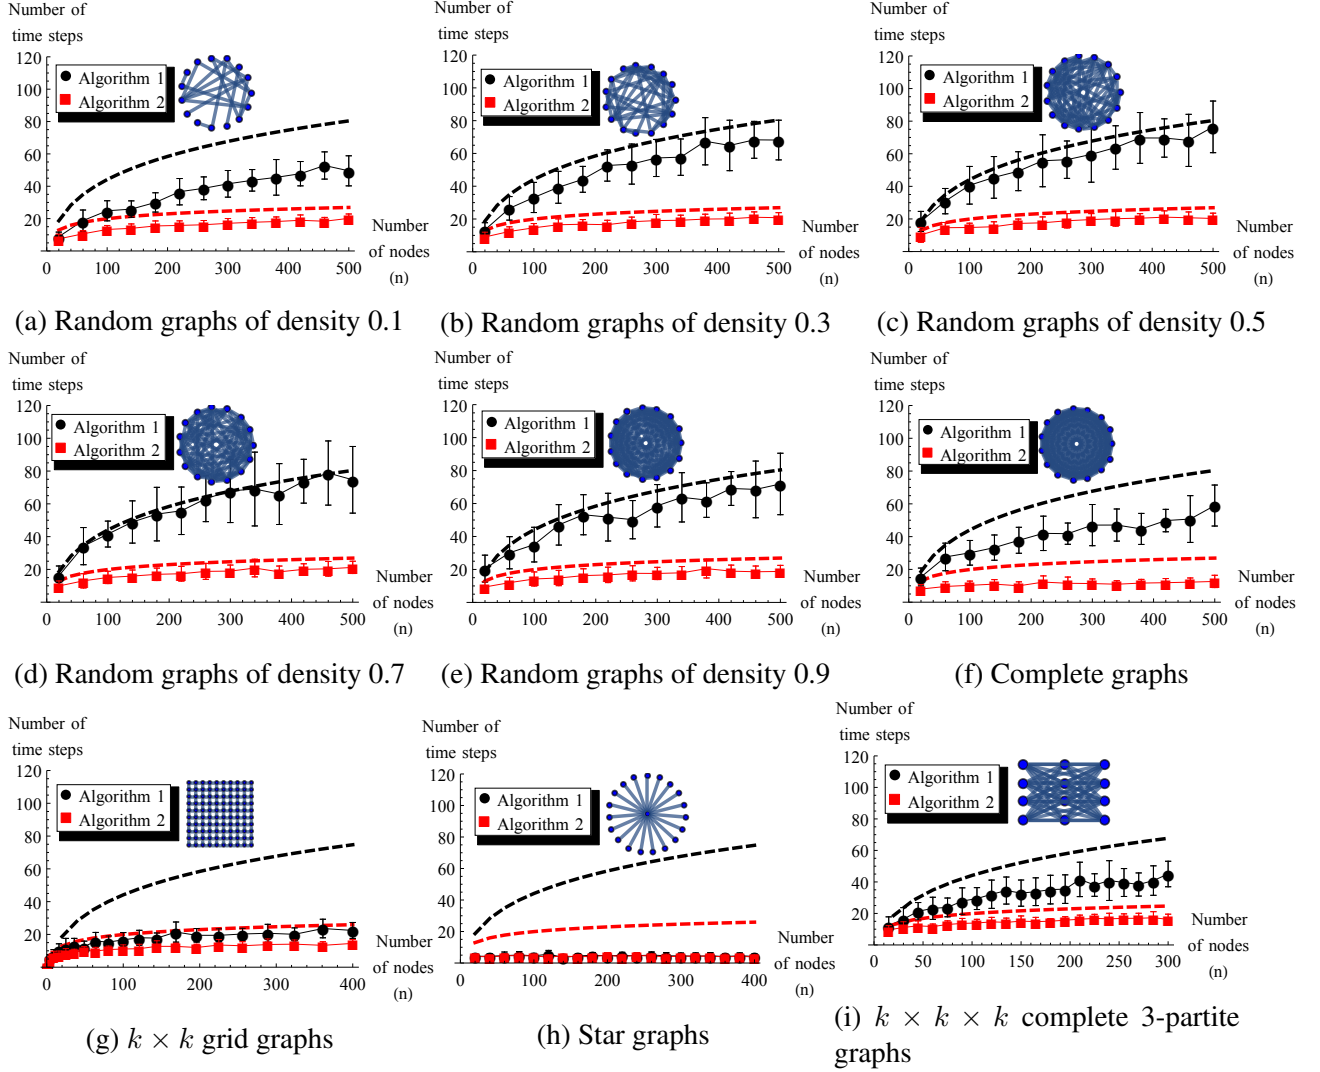 Number of
time steps
120
100
80
60
40
20
Algorithm 1
Algorithm 2
0
100
200
300
400
500
Number
of nodes
(n)
(a) Random graphs of density 0.1
Number of
time steps
120
100
80
60
40
20
Algorithm 1
Algorithm 2
0
100
200
300
400
500
Number
of nodes
(n)
(b) Random graphs of density 0.3
Number of
time steps
120
100
80
60
40
20
Algorithm 1
Algorithm 2
0
100
200
300
400
500
Number
of nodes
(n)
(c) Random graphs of density 0.5
Number of
time steps
120
100
80
60
40
20
Algorithm 1
Algorithm 2
0
100
200
300
400
500
Number
of nodes
(n)
(d) Random graphs of density 0.7
Number of
time steps
120
100
80
60
40
20
Algorithm 1
Algorithm 2
0
100
200
300
400
500
Number
of nodes
(n)
(e) Random graphs of density 0.9
Number of
time steps
120
100
80
60
40
20
Algorithm 1
Algorithm 2
0
100
200
300
400
500
Number
of nodes
(n)
(f) Complete graphs
Number of
time steps
120
100
80
60
40
20
Algorithm 1
Algorithm 2
0
100
200
300
400
Number
of nodes
(n)
(g) k × k grid graphs
Number of
time steps
120
100
80
60
40
20
Algorithm 1
Algorithm 2
0
100
200
300
400
Number
of nodes
(n)
(h) Star graphs
Number of
time steps
120
100
80
60
40
20
Algorithm 1
Algorithm 2
0
50
100
150
200
250
300
Number
of nodes
(n)
(i) k × k × k complete 3-partite
graphs